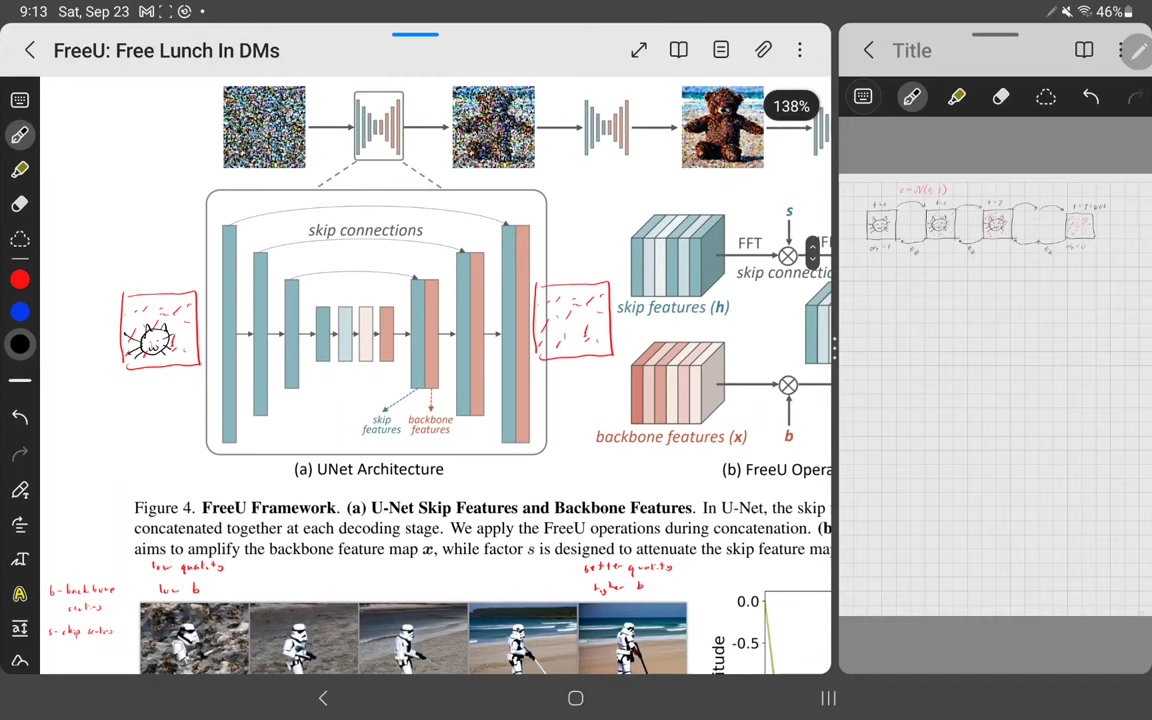 9:13 Sat, Sep 23
46%
FreeU: Free Lunch In DMs
Title
138%
skip connections
skip
features
backbone
features
(a) UNet Architecture
s
FFT
skip connectio
skip features (h)
backbone features (x)
b
(b) FreeU Opera
Figure 4. FreeU Framework. (a) U-Net Skip Features and Backbone Features. In U-Net, the skip
concatenated together at each decoding stage. We apply the FreeU operations during concatenation. (b
aims to amplify the backbone feature map x, while factor s is designed to attenuate the skip feature ma
low quality
low b
better quality
higher b
b - backbone
scaling
s - skip scaling
0.0
-0.5
itude
t=2